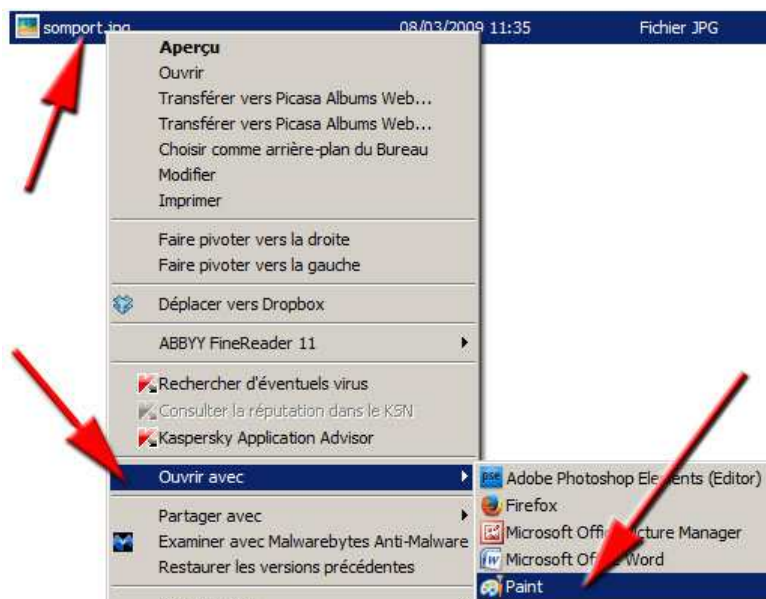 somport.jpg 08/03/2009 11:35 Fichier JPG
Aperçu
Ouvrir
Transférer vers Picasa Albums Web...
Transférer vers Picasa Albums Web...
Choisir comme arrière-plan du Bureau
Modifier
Imprimer
Faire pivoter vers la droite
Faire pivoter vers la gauche
Déplacer vers Dropbox
ABBYY FineReader 11
Rechercher d'éventuels virus
Consulter la réputation dans le KSN
Kaspersky Application Advisor
Ouvrir avec
Partager avec
Examiner avec Malwarebytes Anti-Malware
Restaurer les versions précédentes
pse Adobe Photoshop Elements (Editor)
Firefox
Microsoft Office Picture Manager
Microsoft Office Word
Paint